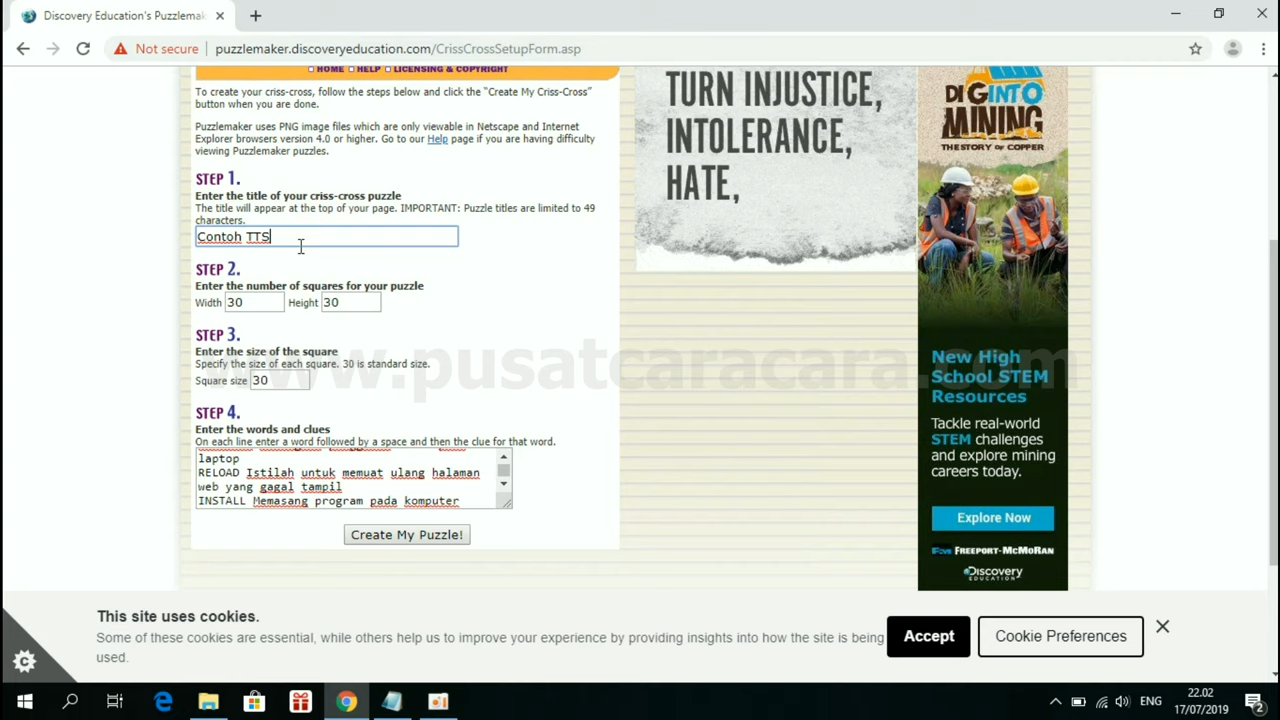 Discovery Education's Puzzlemak
Not secure
puzzlemaker.discoveryeducation.com/CrissCrossSetupForm.asp
HOME HELP LICENSING & COPYRIGHT
To create your criss-cross, follow the steps below and click the “Create My Criss-Cross”
button when you are done.
Puzzlemaker uses PNG image files which are only viewable in Netscape and Internet
Explorer browsers version 4.0 or higher. Go to our Help page if you are having difficulty
viewing Puzzlemaker puzzles.
STEP 1.
Enter the title of your criss-cross puzzle
The title will appear at the top of your page. IMPORTANT: Puzzle titles are limited to 49
characters.
Contoh TTS
STEP 2.
Enter the number of squares for your puzzle
Width 30 Height 30
STEP 3.
Enter the size of the square
Specify the size of each square. 30 is standard size.
Square size 30
STEP 4.
Enter the words and clues
On each line enter a word followed by a space and then the clue for that word.
laptop
RELOAD Istilah untuk memuat ulang halaman
web yang gagal tampil
INSTALL Memasang program pada komputer
Create My Puzzle!
TURN INJUSTICE,
INTOLERANCE,
HATE,
DIG INTO
MINING
THE STORY OF COPPER
New High
School STEM
Resources
Tackle real-world
STEM challenges
and explore mining
careers today.
Explore Now
FREEPORT-McMoRAN
Discovery
EDUCATION
www.pusatcaracara.com
This site uses cookies.
Some of these cookies are essential, while others help us to improve your experience by providing insights into how the site is being
used.
Accept
Cookie Preferences
ENG
22.02
17/07/2019
2